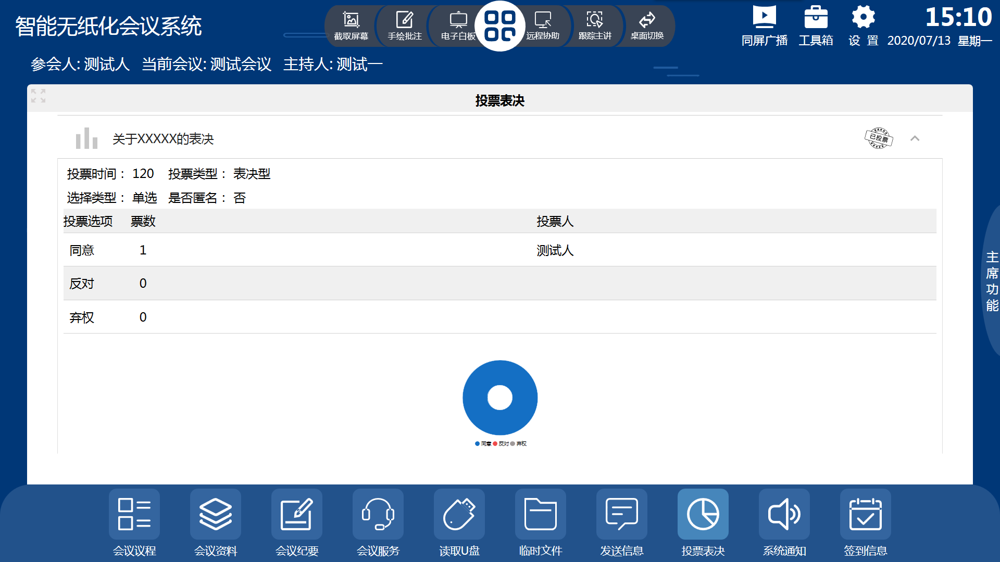 智能无纸化会议系统
截取屏幕 手绘批注 电子白板 远程协助 跟踪主讲 桌面切换
同屏广播 工具箱 设 置
15:10
2020/07/13 星期一
参会人: 测试人 当前会议: 测试会议 主持人: 测试一
投票表决
关于XXXXX的表决
已投票
投票时间： 120 投票类型： 表决型
选择类型： 单选 是否匿名： 否
投票选项 票数 投票人
同意 1 测试人
反对 0
弃权 0
同意 反对 弃权
主席功能
会议议程 会议资料 会议纪要 会议服务 读取U盘 临时文件 发送信息 投票表决 系统通知 签到信息